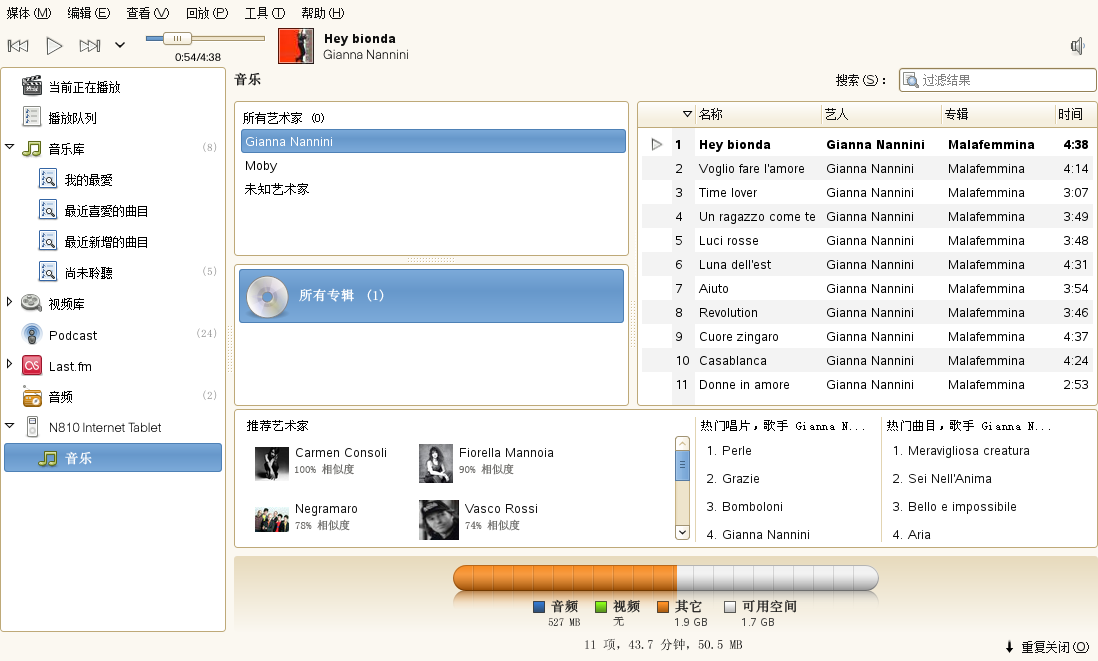 媒体 (M) 编辑 (E) 查看 (V) 回放 (P) 工具 (T) 帮助 (H)
0:54/4:38
Hey bionda
Gianna Nannini
当前正在播放
播放队列
音乐库 (8)
我的最愛
最近喜愛的曲目
最近新增的曲目
尚未聆聽 (5)
视频库
Podcast (24)
Last.fm
音频 (2)
N810 Internet Tablet
音乐
音乐
搜索 (S)： 过滤结果
所有艺术家 (0)
Gianna Nannini
Moby
未知艺术家
所有专辑 (1)
名称 艺人 专辑 时间
1 Hey bionda Gianna Nannini Malafemmina 4:38
2 Voglio fare l'amore Gianna Nannini Malafemmina 4:14
3 Time lover Gianna Nannini Malafemmina 3:07
4 Un ragazzo come te Gianna Nannini Malafemmina 3:49
5 Luci rosse Gianna Nannini Malafemmina 3:48
6 Luna dell'est Gianna Nannini Malafemmina 4:31
7 Aiuto Gianna Nannini Malafemmina 3:54
8 Revolution Gianna Nannini Malafemmina 3:46
9 Cuore zingaro Gianna Nannini Malafemmina 4:37
10 Casablanca Gianna Nannini Malafemmina 4:24
11 Donne in amore Gianna Nannini Malafemmina 2:53
推荐艺术家
Carmen Consoli
100% 相似度
Fiorella Mannoia
90% 相似度
Negramaro
78% 相似度
Vasco Rossi
74% 相似度
热门唱片，歌手 Gianna N...
1. Perle
2. Grazie
3. Bomboloni
4. Gianna Nannini
热门曲目，歌手 Gianna N...
1. Meravigliosa creatura
2. Sei Nell'Anima
3. Bello e impossibile
4. Aria
音频 视频 其它 可用空间
527 MB 无 1.9 GB 1.7 GB
11 项，43.7 分钟，50.5 MB
重复关闭(O)